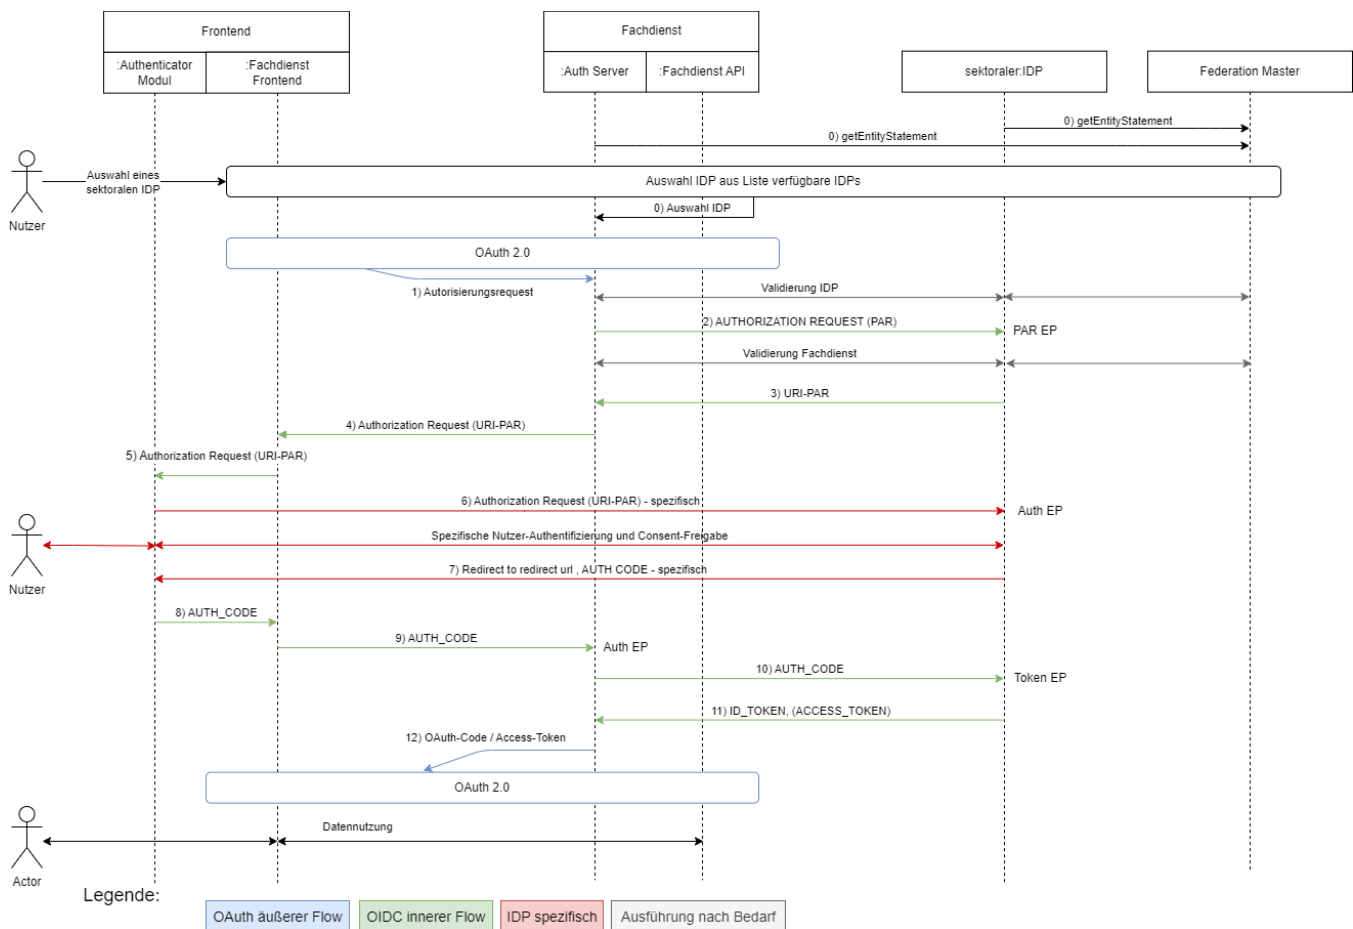 Frontend
Fachdienst
:Authenticator
Modul
:Fachdienst
Frontend
:Auth Server
:Fachdienst API
sektoraler:IDP
Federation Master
0) getEntityStatement
0) getEntityStatement
Auswahl eines
sektoralen IDP
Auswahl IDP aus Liste verfügbare IDPs
Nutzer
0) Auswahl IDP
OAuth 2.0
1) Autorisierungsrequest
Validierung IDP
2) AUTHORIZATION REQUEST (PAR)
PAR EP
Validierung Fachdienst
3) URI-PAR
4) Authorization Request (URI-PAR)
5) Authorization Request (URI-PAR)
6) Authorization Request (URI-PAR) - spezifisch
Auth EP
Spezifische Nutzer-Authentifizierung und Consent-Freigabe
7) Redirect to redirect url , AUTH CODE - spezifisch
Nutzer
8) AUTH_CODE
9) AUTH_CODE
Auth EP
10) AUTH_CODE
Token EP
11) ID_TOKEN, (ACCESS_TOKEN)
12) OAuth-Code / Access-Token
OAuth 2.0
Datennutzung
Actor
Legende:
OAuth äußerer Flow
OIDC innerer Flow
IDP spezifisch
Ausführung nach Bedarf